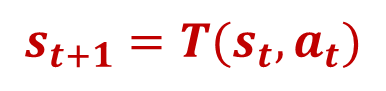 s_{t+1} = T(s_t, a_t)